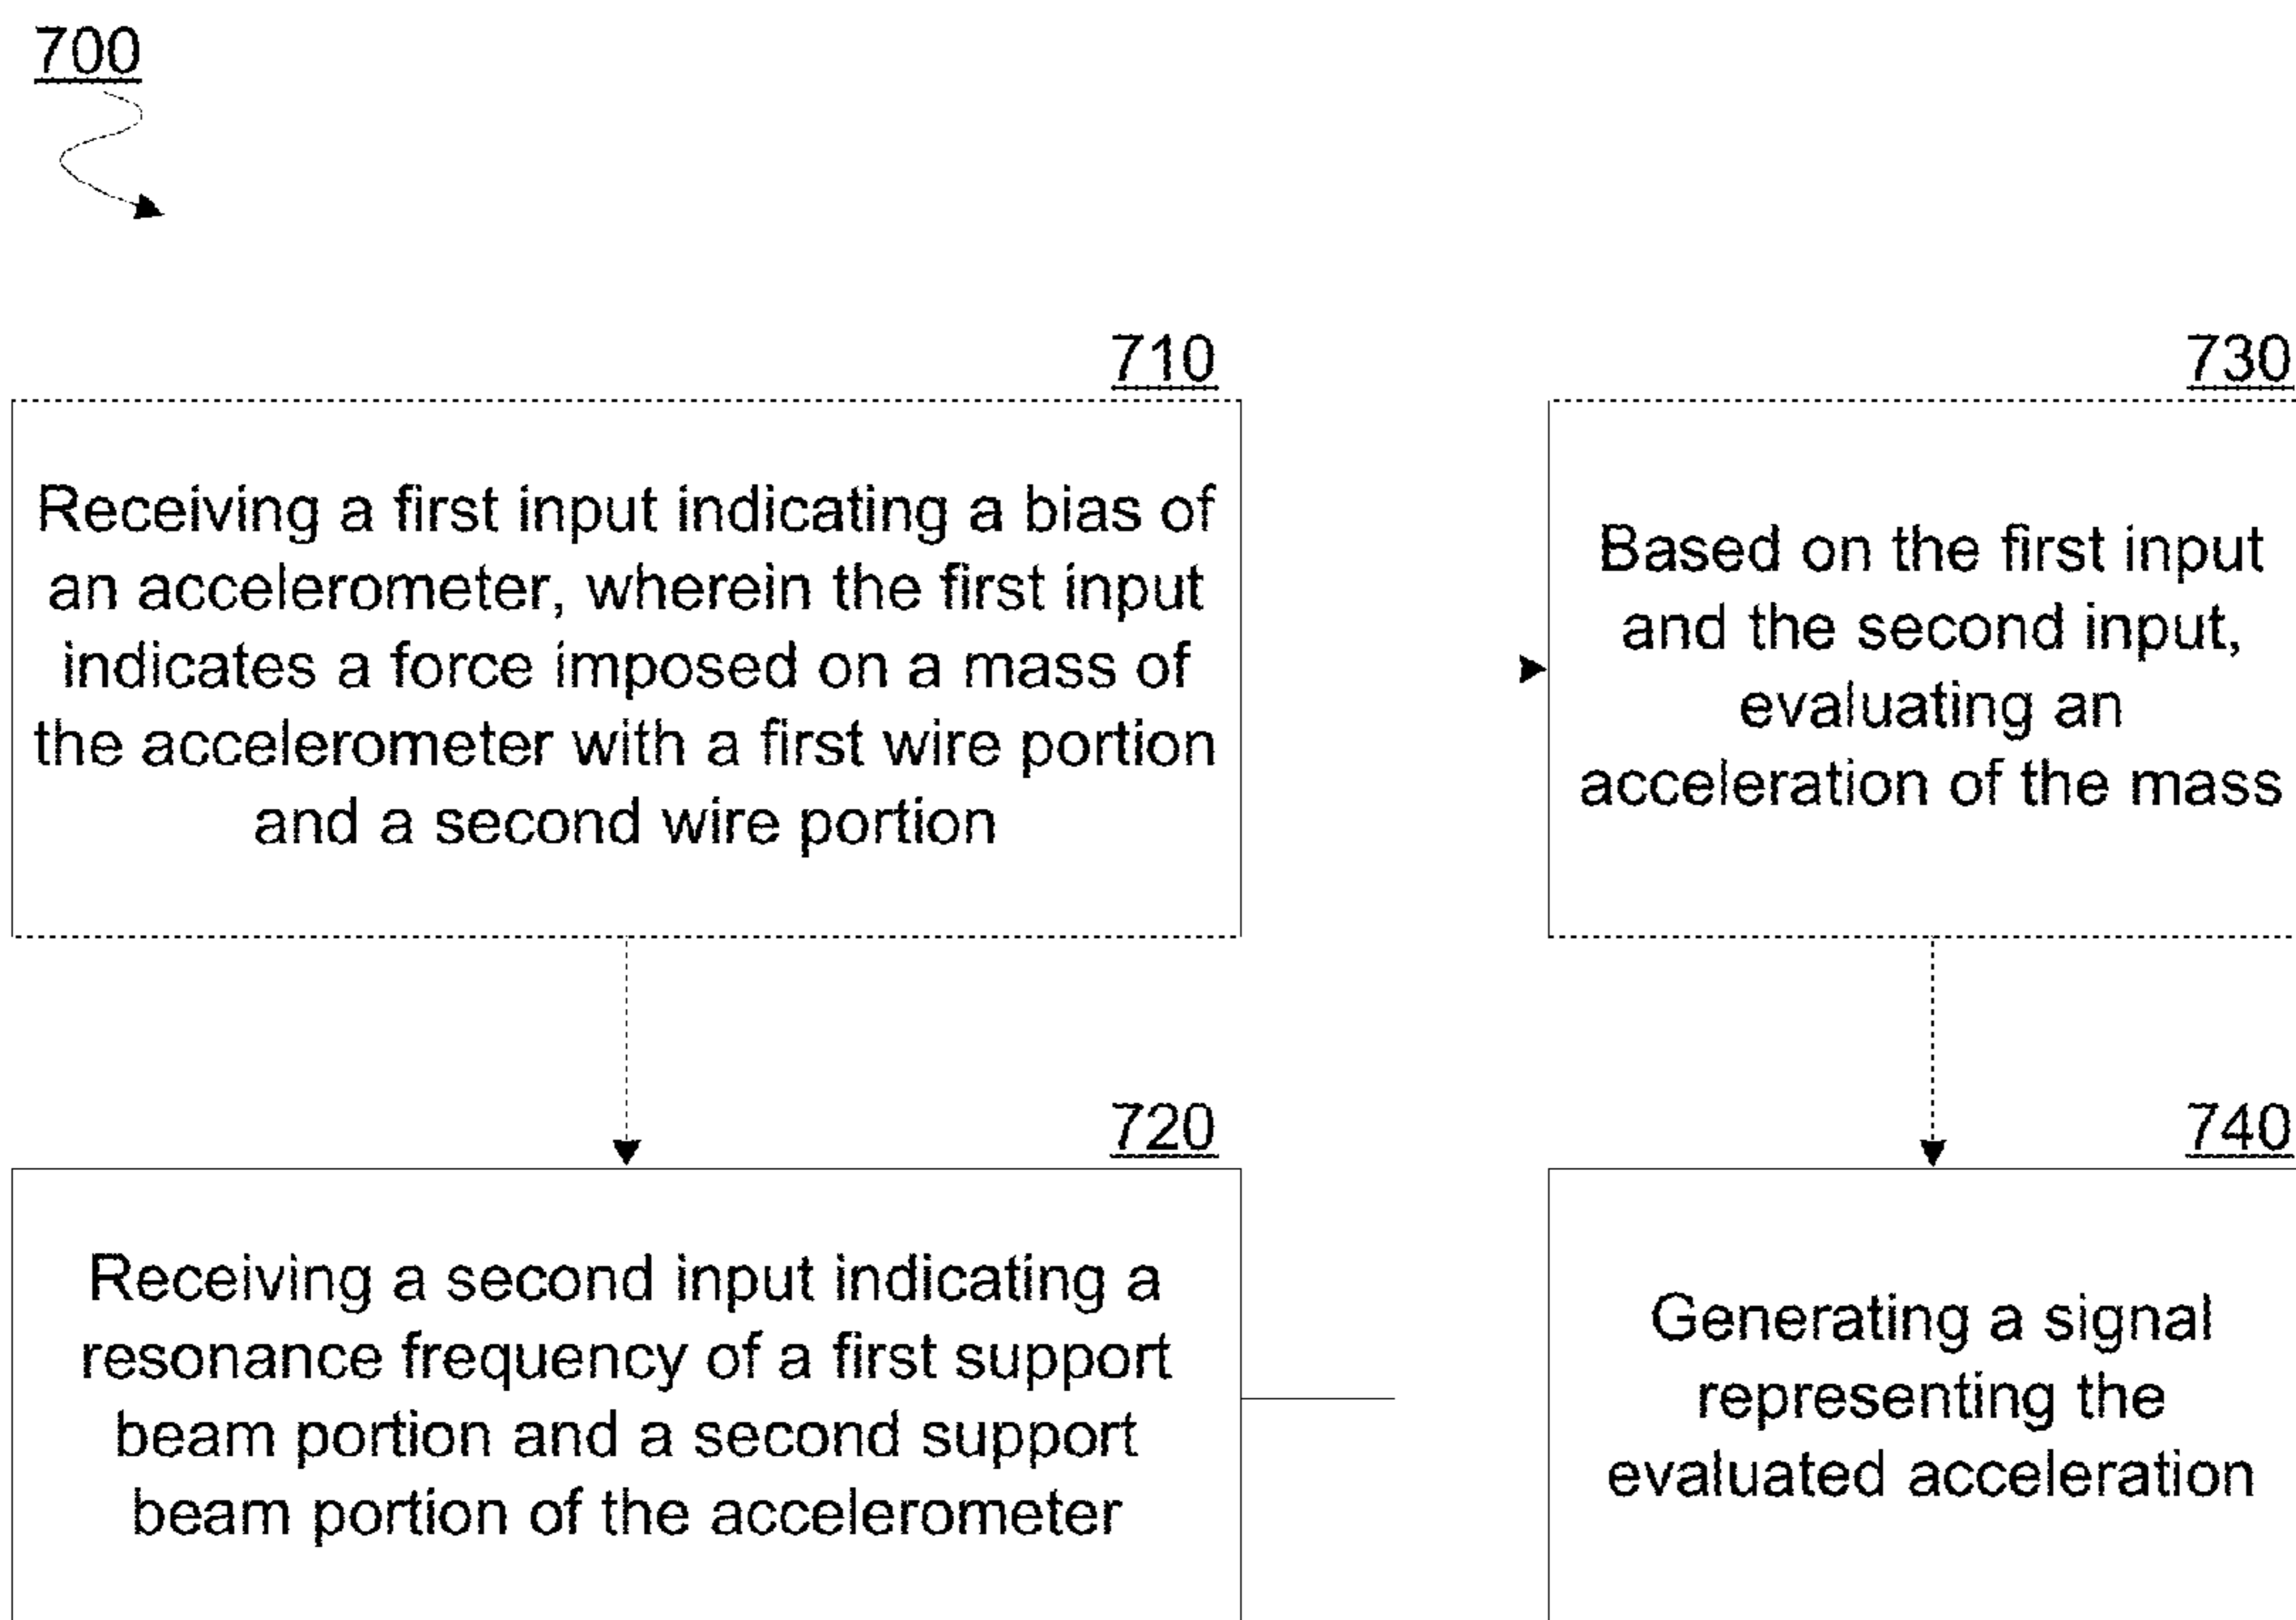 700
710
Receiving a first input indicating a bias of
an accelerometer, wherein the first input
indicates a force imposed on a mass of
the accelerometer with a first wire portion
and a second wire portion
720
Receiving a second input indicating a
resonance frequency of a first support
beam portion and a second support
beam portion of the accelerometer
730
Based on the first input
and the second input,
evaluating an
acceleration of the mass
740
Generating a signal
representing the
evaluated acceleration